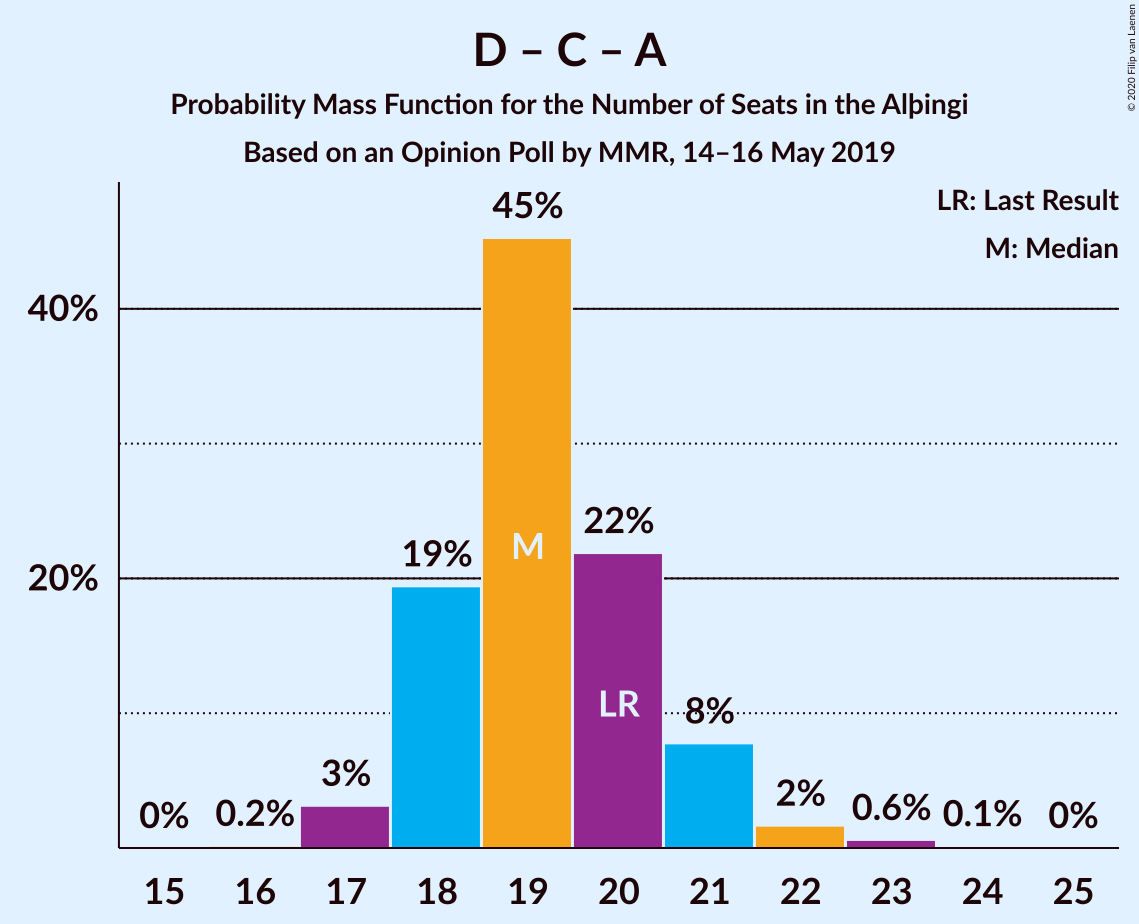 D – C – A
Probability Mass Function for the Number of Seats in the Alþingi
Based on an Opinion Poll by MMR, 14–16 May 2019
© 2020 Filip van Laenen
LR: Last Result
M: Median
45%
40%
22%
M
19%
20%
LR
8%
3%
2%
0%
0.2%
0.6%
0.1%
0%
15 16 17 18 19 20 21 22 23 24 25